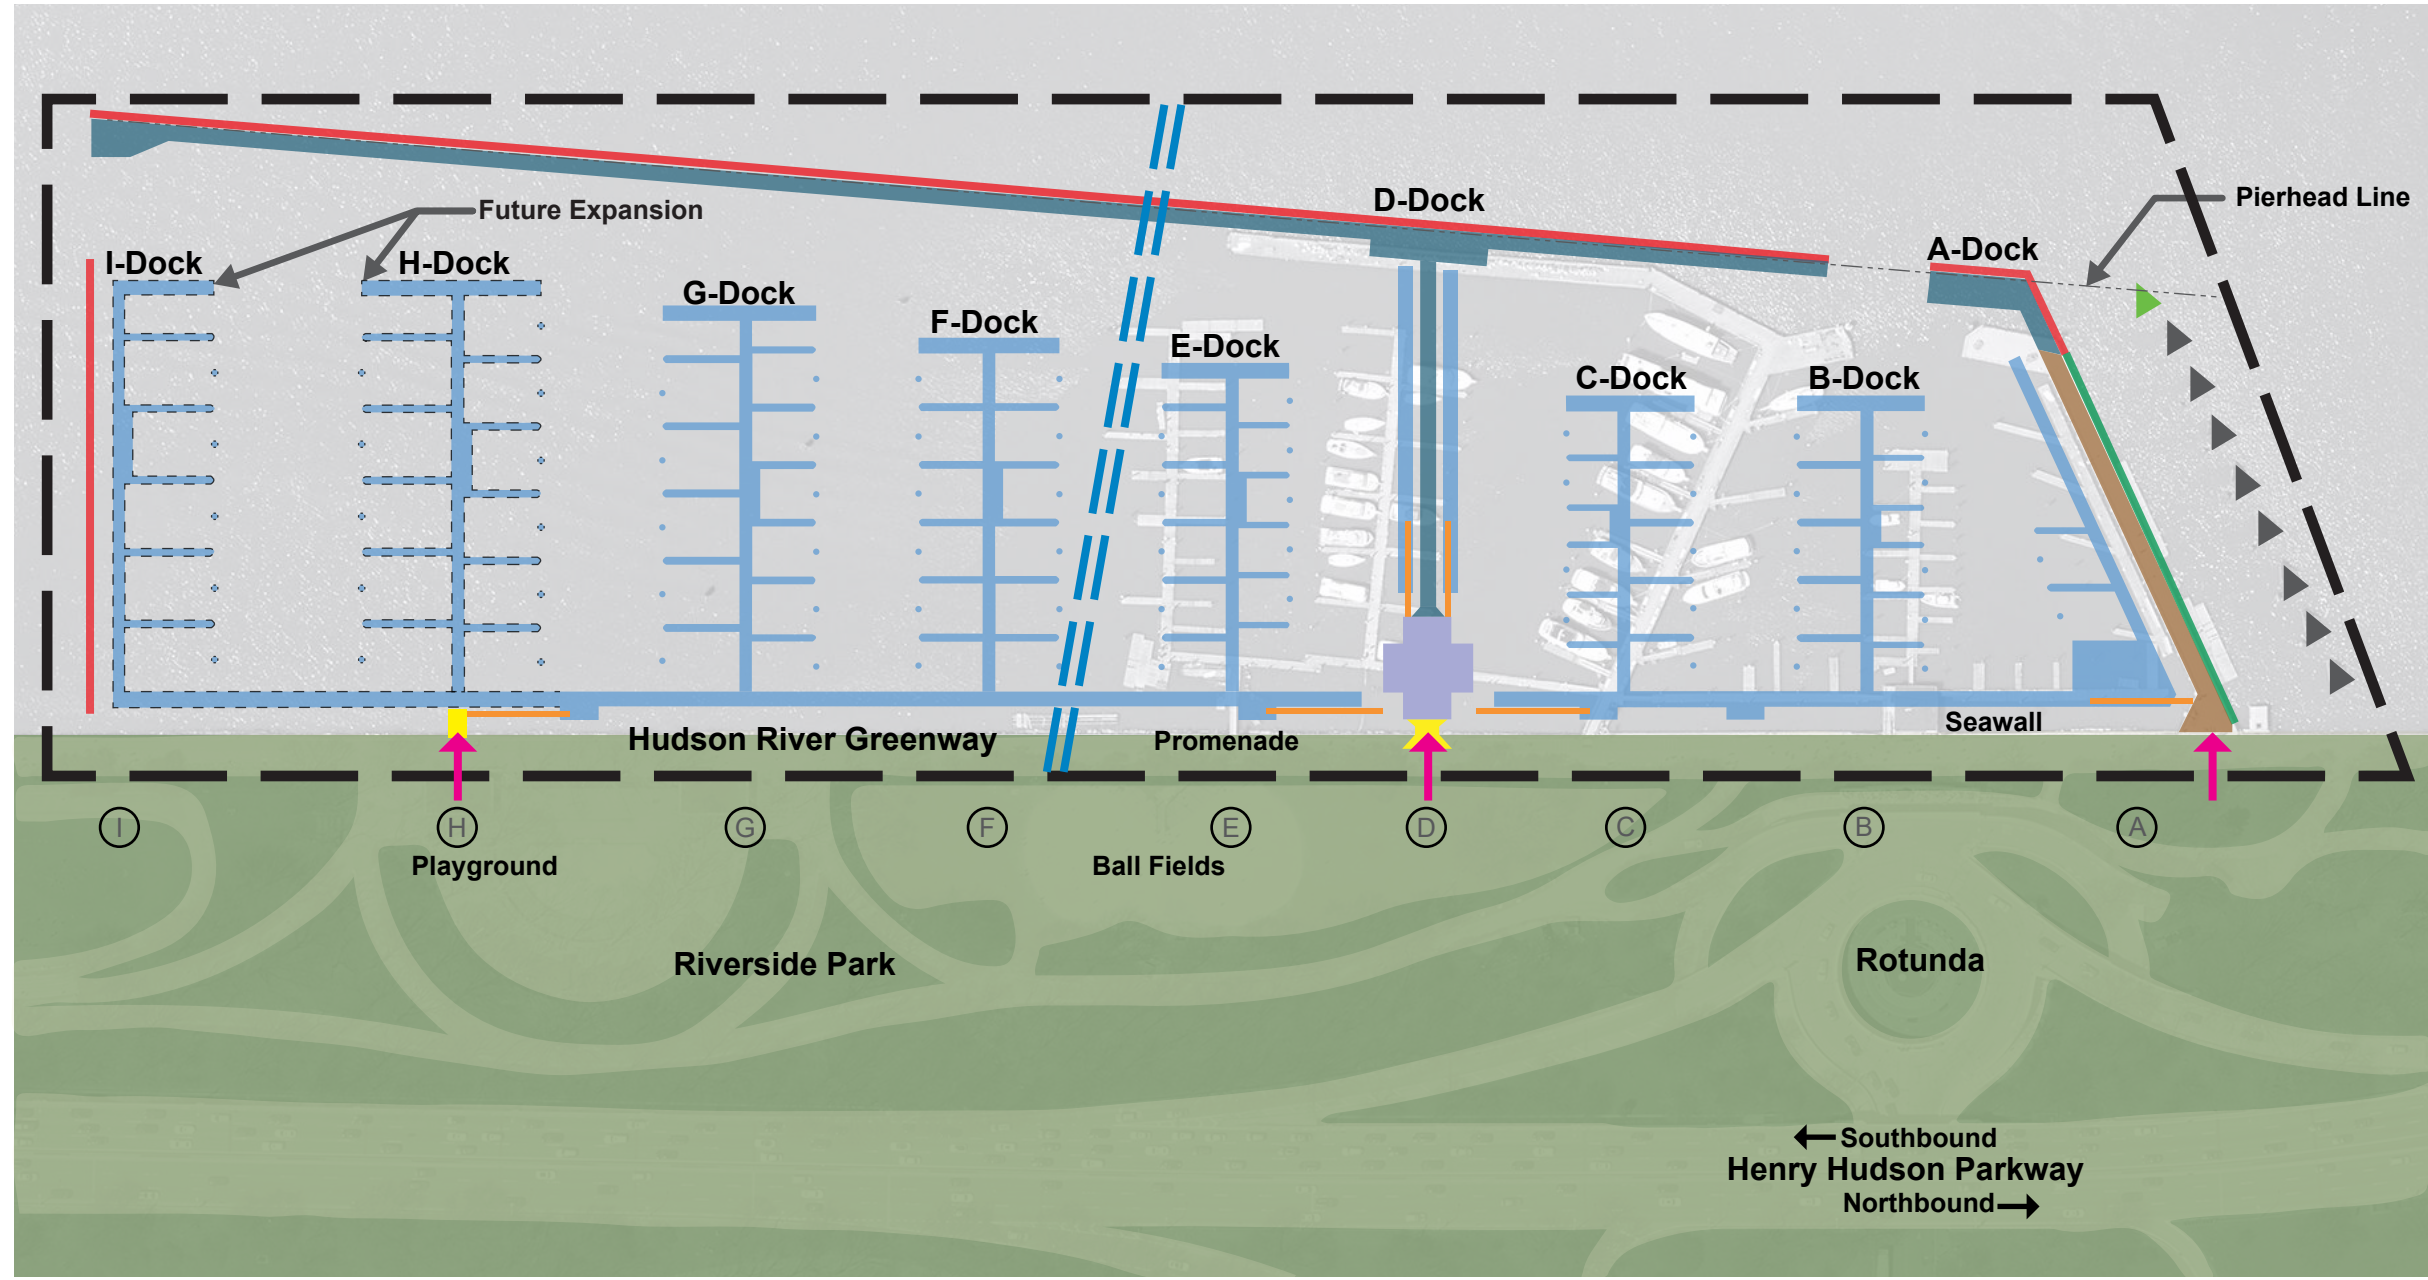 D-Dock
Pierhead Line
Future Expansion
A-Dock
I-Dock
H-Dock
G-Dock
F-Dock
E-Dock
C-Dock
B-Dock
Seawall
Hudson River Greenway
Promenade
I
H
G
F
E
D
C
B
A
Playground
Ball Fields
Riverside Park
Rotunda
Southbound
Henry Hudson Parkway
Northbound